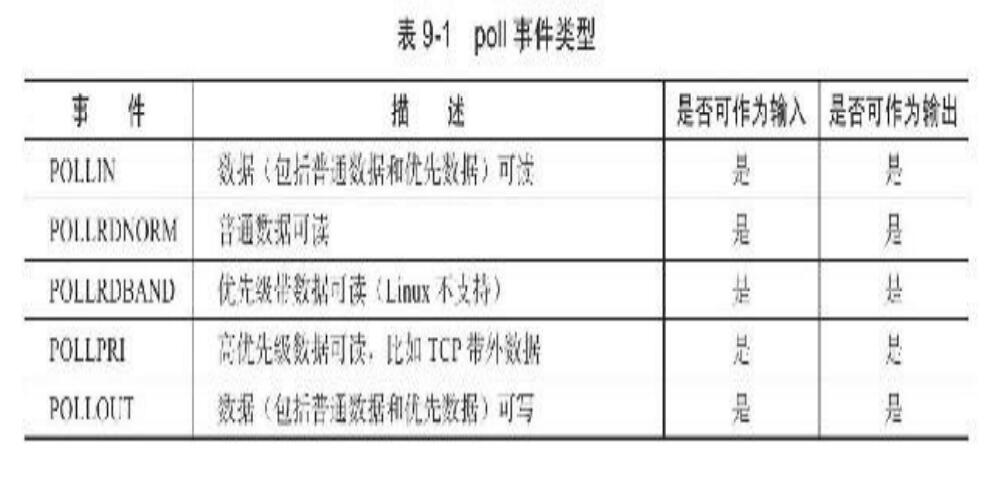 表 9-1 poll 事件类型
事 件 描 述 是否可作为输入 是否可作为输出
POLLIN 数据（包括普通数据和优先数据）可读 是 是
POLLRDNORM 普通数据可读 是 是
POLLRDBAND 优先级带数据可读（Linux 不支持） 是 是
POLLPRI 高优先级数据可读，比如 TCP 带外数据 是 是
POLLOUT 数据（包括普通数据和优先数据）可写 是 是